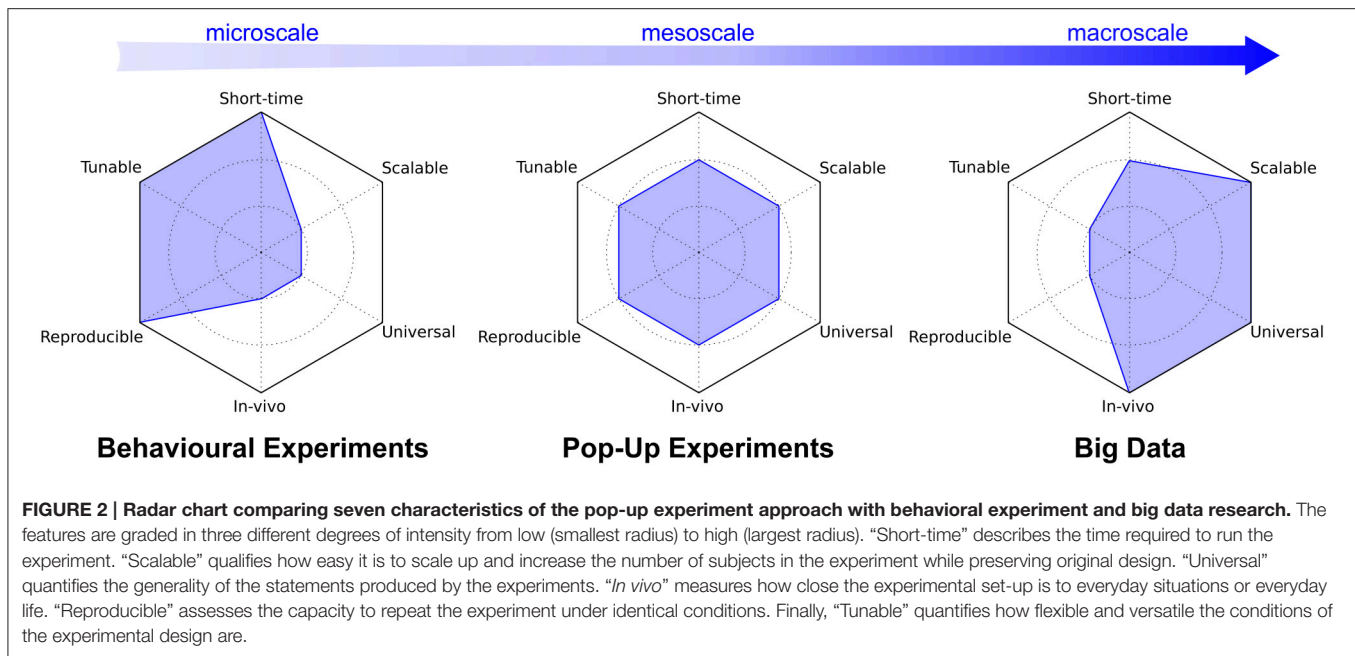 microscale mesoscale macroscale
Short-time Short-time Short-time
Tunable Scalable Tunable Scalable Tunable Scalable
Reproducible Universal Reproducible Universal Reproducible Universal
In-vivo In-vivo In-vivo
Behavioural Experiments Pop-Up Experiments Big Data
FIGURE 2 | Radar chart comparing seven characteristics of the pop-up experiment approach with behavioral experiment and big data research. The
features are graded in three different degrees of intensity from low (smallest radius) to high (largest radius). “Short-time” describes the time required to run the
experiment. “Scalable” qualifies how easy it is to scale up and increase the number of subjects in the experiment while preserving original design. “Universal”
quantifies the generality of the statements produced by the experiments. “In vivo” measures how close the experimental set-up is to everyday situations or everyday
life. “Reproducible” assesses the capacity to repeat the experiment under identical conditions. Finally, “Tunable” quantifies how flexible and versatile the conditions of
the experimental design are.